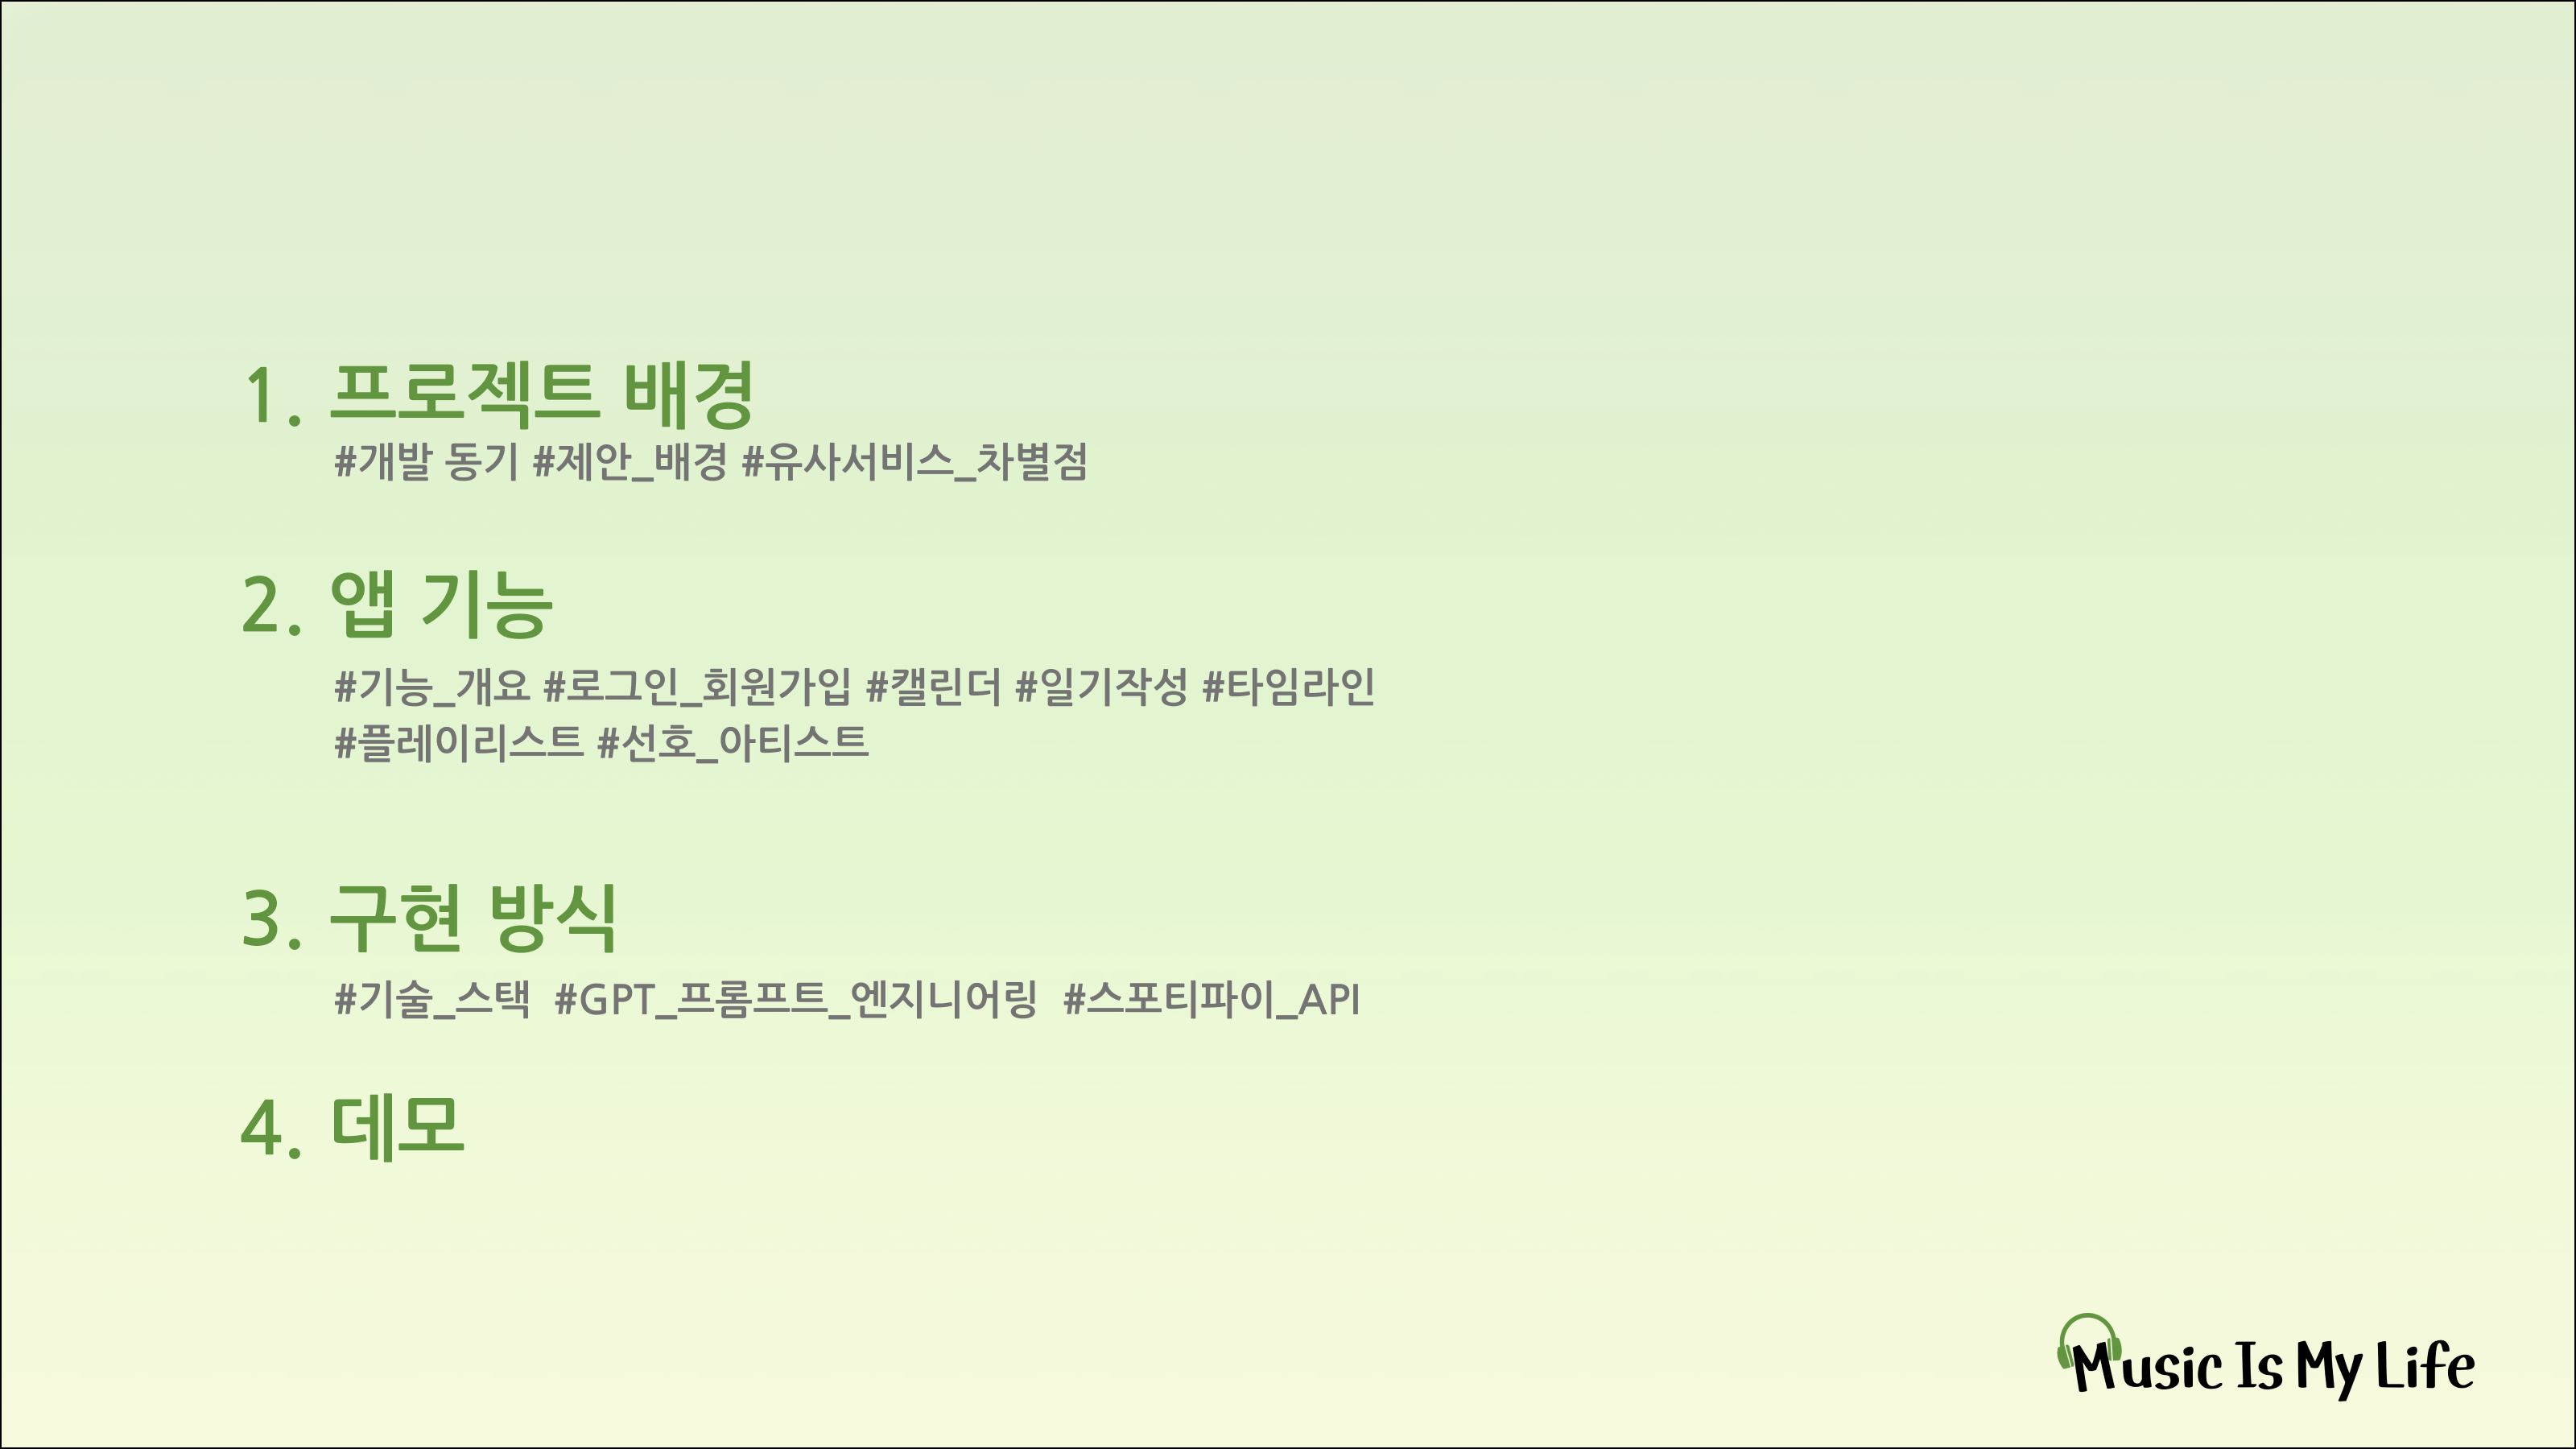 1. 프로젝트 배경
#개발 동기 #제안_배경 #유사서비스_차별점
2. 앱 기능
#기능_개요 #로그인_회원가입 #캘린더 #일기작성 #타임라인
#플레이리스트 #선호_아티스트
3. 구현 방식
#기술_스택 #GPT_프롬프트_엔지니어링 #스포티파이_API
4. 데모
Music Is My Life